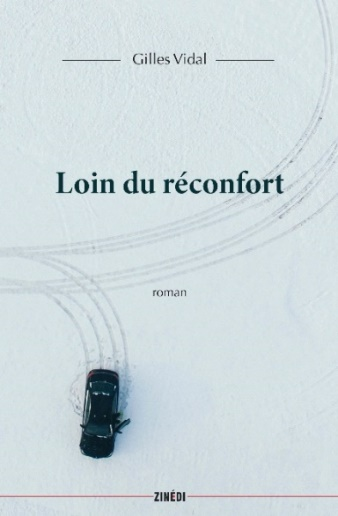 Gilles Vidal
Loin du réconfort
roman
ZINÉDI